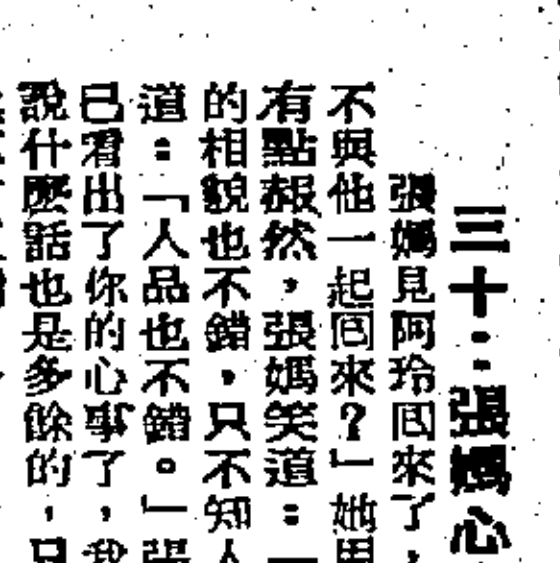 三十：張媽心
張媽見阿玲回來了，
不與他一起回來？」她
有點赧然，張媽笑道：
的相貌也不錯，只不知人
道：「人品也不錯。」張
已看出了你的心事了，我
說什麼話也是多餘的，只